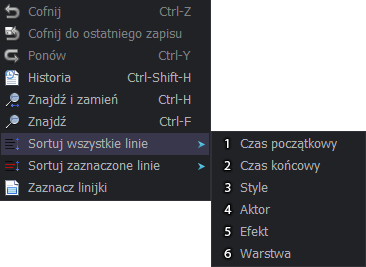 Cofnij Ctrl-Z
Cofnij do ostatniego zapisu
Ponów Ctrl-Y
Historia Ctrl-Shift-H
Znajdź i zamień Ctrl-H
Znajdź Ctrl-F
Sortuj wszystkie linie
Sortuj zaznaczone linie
Zaznacz linijki
1 Czas początkowy
2 Czas końcowy
3 Style
4 Aktor
5 Efekt
6 Warstwa